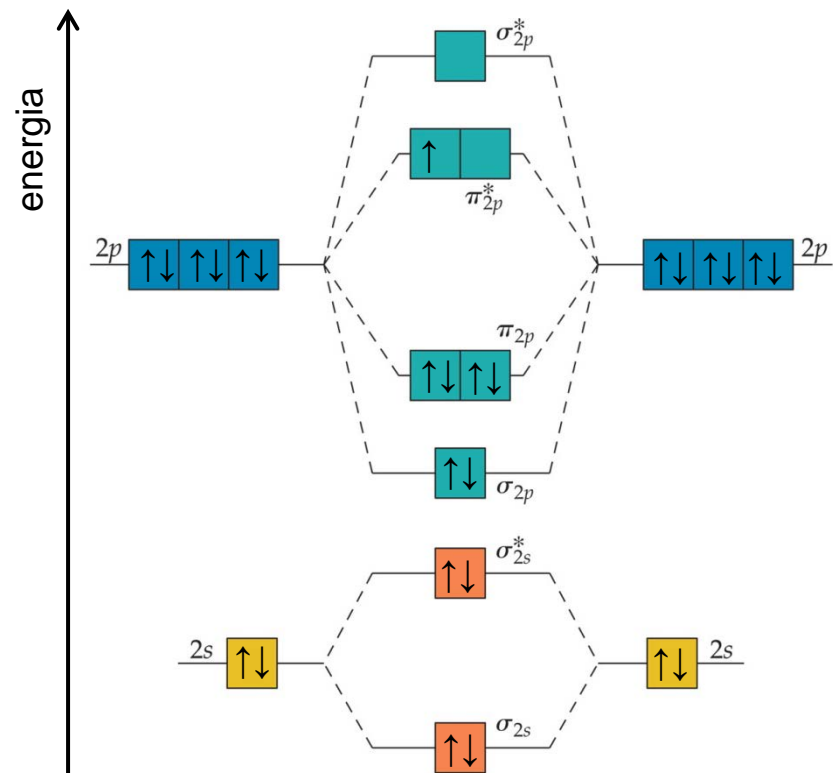 energia
σ*2p
↑
π*2p
2p ↑↓ ↑↓ ↑↓
↑↓ ↑↓ ↑↓ 2p
π2p
↑↓ ↑↓
↑↓
σ2p
σ*2s
↑↓
2s ↑↓
↑↓ 2s
σ2s
↑↓